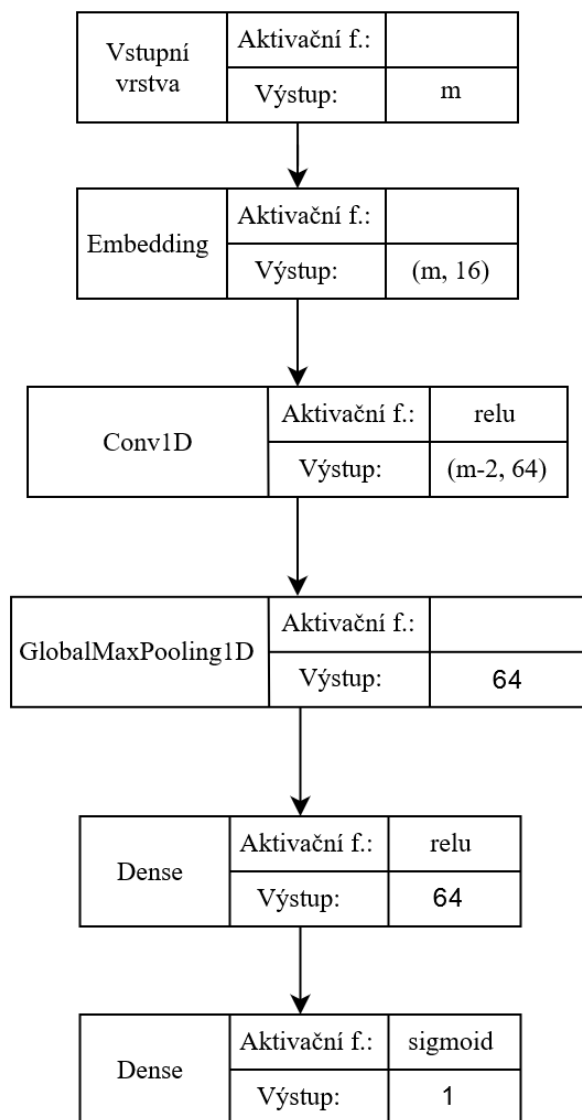 Vstupní
vrstva
Aktivační f.:
Výstup:
m
Embedding
Aktivační f.:
Výstup:
(m, 16)
Conv1D
Aktivační f.:
relu
Výstup:
(m-2, 64)
GlobalMaxPooling1D
Aktivační f.:
Výstup:
64
Dense
Aktivační f.:
relu
Výstup:
64
Dense
Aktivační f.:
sigmoid
Výstup:
1